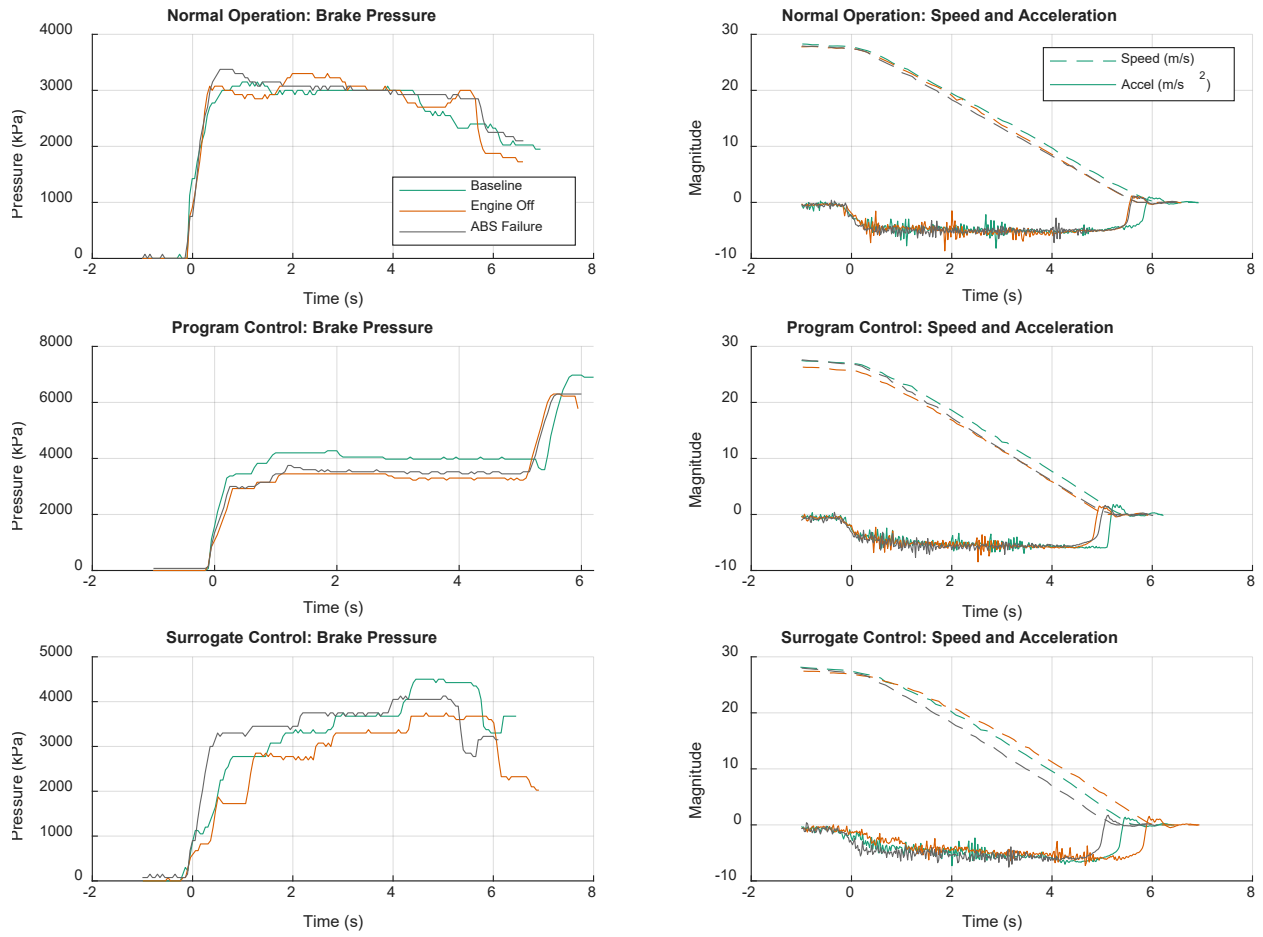 Normal Operation: Brake Pressure
4000
3000
2000
1000
0
-2
0
2
4
6
8
Pressure (kPa)
Time (s)
Baseline
Engine Off
ABS Failure
Normal Operation: Speed and Acceleration
30
20
10
0
-10
-2
0
2
4
6
8
Magnitude
Time (s)
Speed (m/s)
Accel (m/s 2)
Program Control: Brake Pressure
8000
6000
4000
2000
0
-2
0
2
4
6
Pressure (kPa)
Time (s)
Program Control: Speed and Acceleration
30
20
10
0
-10
-2
0
2
4
6
8
Magnitude
Time (s)
Surrogate Control: Brake Pressure
5000
4000
3000
2000
1000
0
-2
0
2
4
6
8
Pressure (kPa)
Time (s)
Surrogate Control: Speed and Acceleration
30
20
10
0
-10
-2
0
2
4
6
8
Magnitude
Time (s)